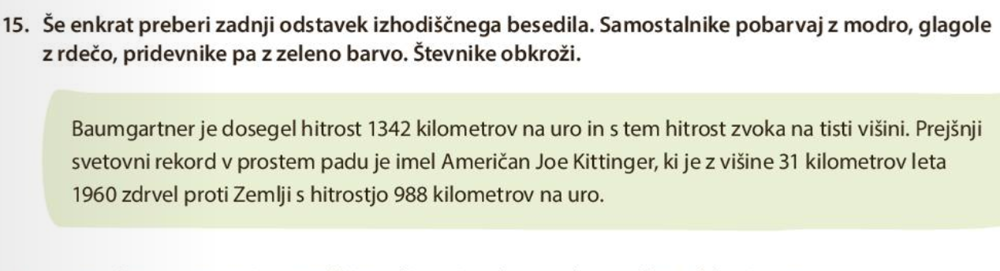 15. Še enkrat preberi zadnji odstavek izhodiščnega besedila. Samostalnike pobarvaj z modro, glagole
z rdečo, pridevnike pa z zeleno barvo. Števnike obkroži.
Baumgartner je dosegel hitrost 1342 kilometrov na uro in s tem hitrost zvoka na tisti višini. Prejšnji
svetovni rekord v prostem padu je imel Američan Joe Kittinger, ki je z višine 31 kilometrov leta
1960 zdrvel proti Zemlji s hitrostjo 988 kilometrov na uro.